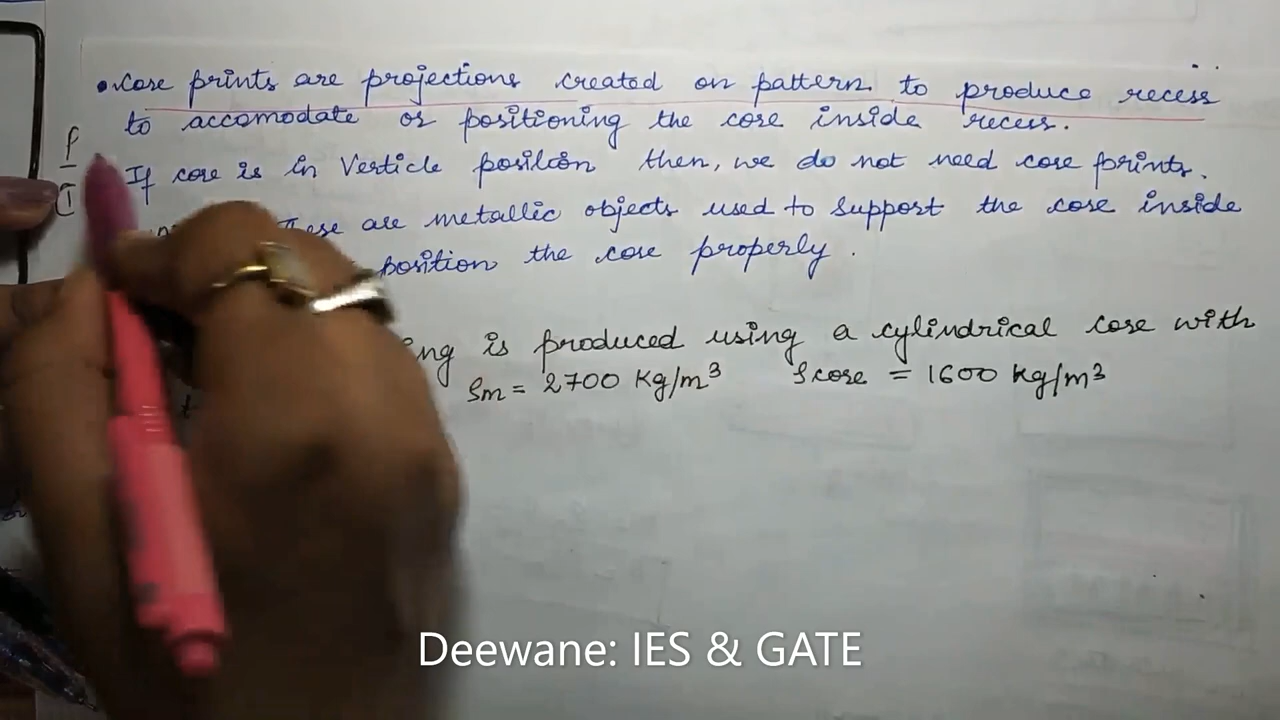 • Core prints are projections created on pattern to produce recess
to accomodate or positioning the core inside recess.
If core is in Verticle position then, we do not need core prints.
These are metallic objects used to support the core inside
position the core properly.
is produced using a cylindrical core with
ρm = 2700 Kg/m³ ρcore = 1600 Kg/m³
Deewane: IES & GATE